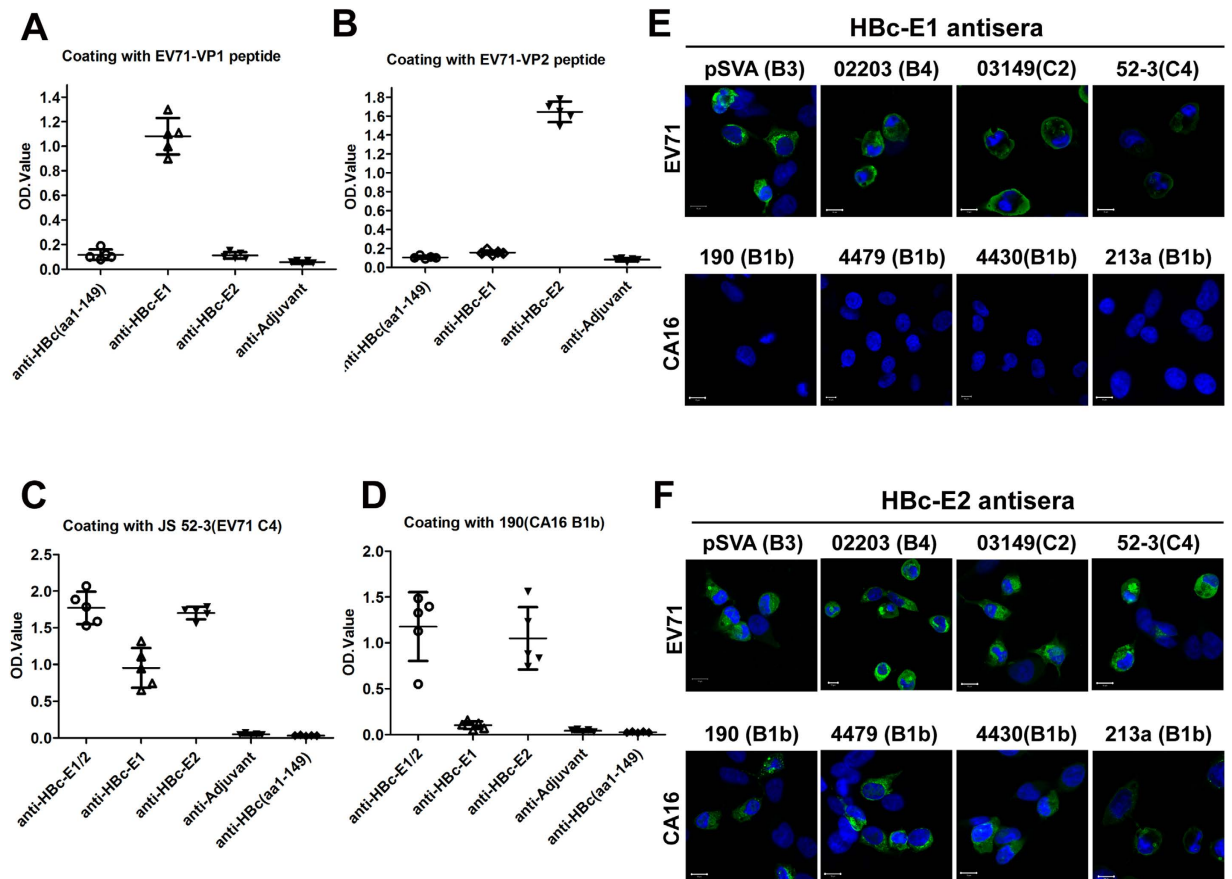 A
Coating with EV71-VP1 peptide
OD.Value
1.4
1.2
1.0
0.8
0.6
0.4
0.2
0.0
anti-HBc(aa1-149)
anti-HBc-E1
anti-HBc-E2
anti-Adjuvant
B
Coating with EV71-VP2 peptide
OD.Value
1.8
1.6
1.4
1.2
1.0
0.8
0.6
0.4
0.2
0.0
nti-HBc(aa1-149)
anti-HBc-E1
anti-HBc-E2
anti-Adjuvant
C
Coating with JS 52-3(EV71 C4)
OD.Value
2.5
2.0
1.5
1.0
0.5
0.0
anti-HBc-E1/2
anti-HBc-E1
anti-HBc-E2
anti-Adjuvant
anti-HBc(aa1-149)
D
Coating with 190(CA16 B1b)
OD.Value
2.0
1.5
1.0
0.5
0.0
anti-HBc-E1/2
anti-HBc-E1
anti-HBc-E2
anti-Adjuvant
anti-HBc(aa1-149)
E
HBc-E1 antisera
pSVA (B3) 02203 (B4) 03149(C2) 52-3(C4)
EV71
190 (B1b) 4479 (B1b) 4430(B1b) 213a (B1b)
CA16
F
HBc-E2 antisera
pSVA (B3) 02203 (B4) 03149(C2) 52-3(C4)
EV71
190 (B1b) 4479 (B1b) 4430(B1b) 213a (B1b)
CA16